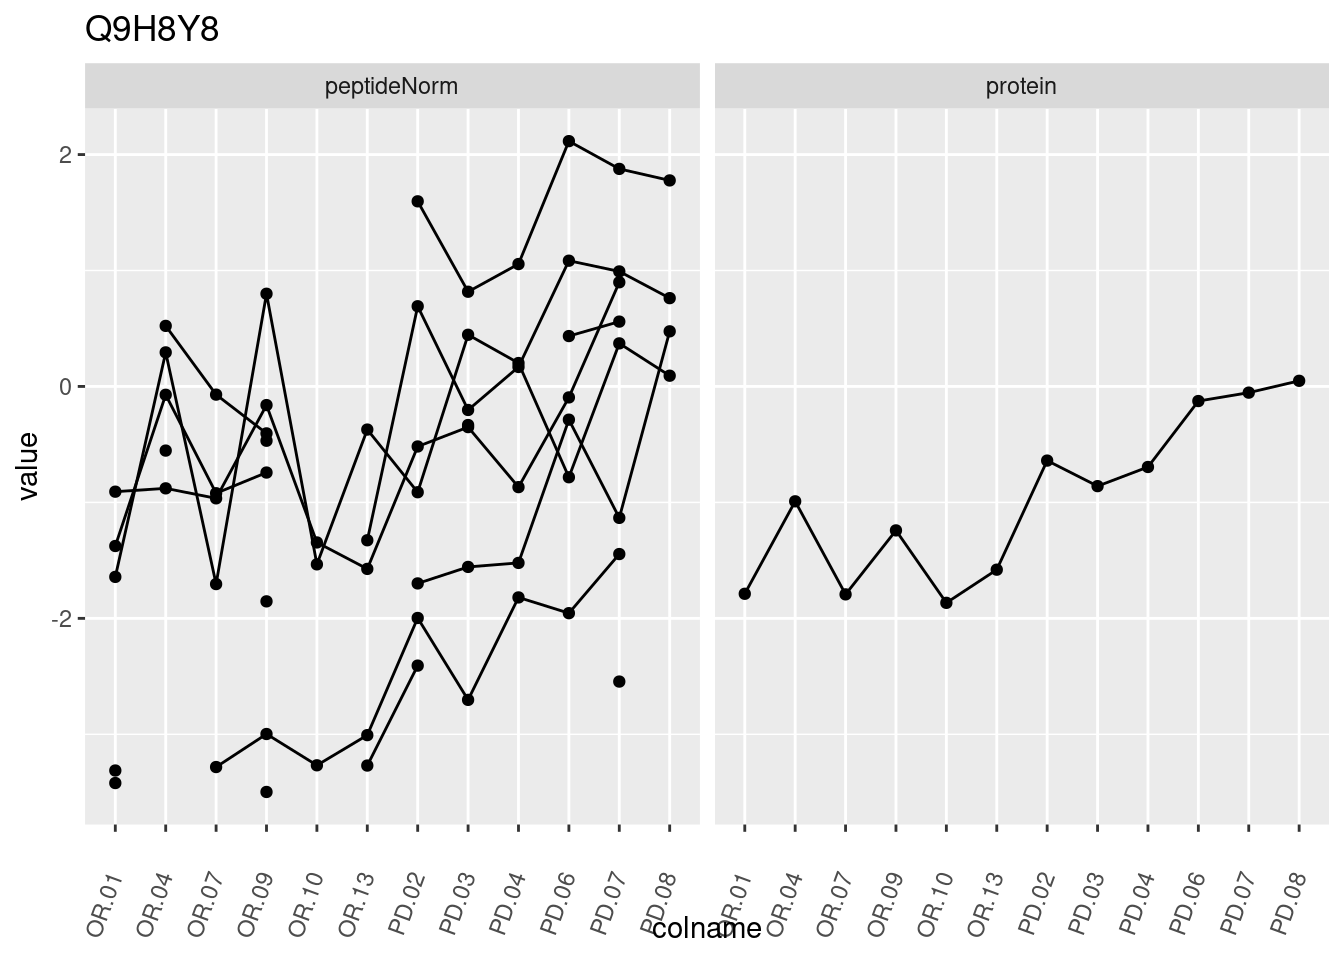 Q9H8Y8
peptideNorm
protein
value
2
0
-2
OR.01 OR.04 OR.07 OR.09 OR.10 OR.13 PD.02 PD.03 PD.04 PD.06 PD.07 PD.08
OR.01 OR.04 OR.07 OR.09 OR.10 OR.13 PD.02 PD.03 PD.04 PD.06 PD.07 PD.08
colname